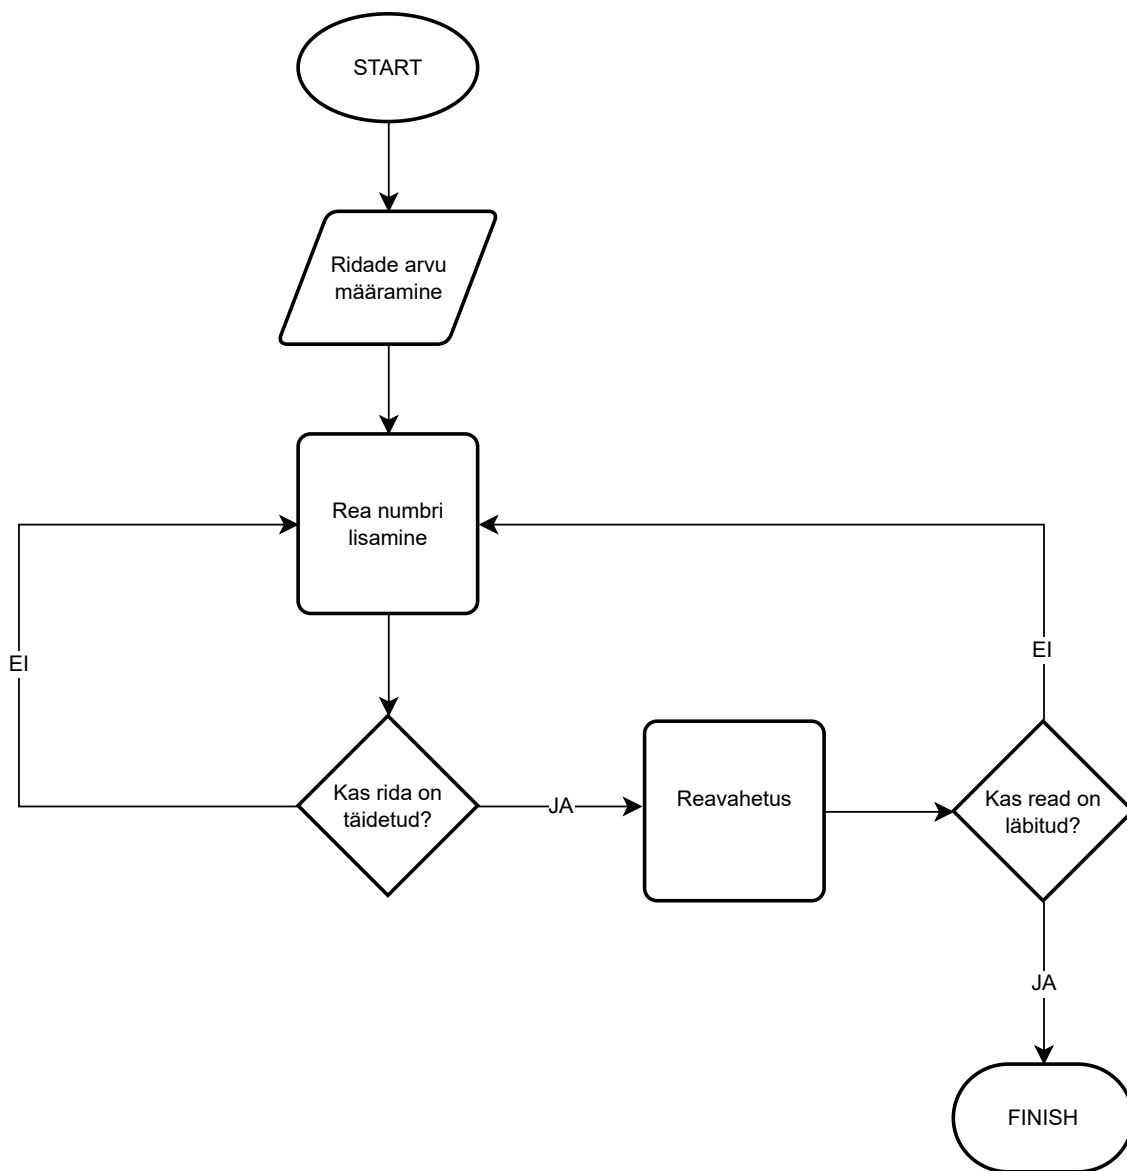 START
Ridade arvu
määramine
Rea numbri
lisamine
EI
EI
Kas rida on
täidetud?
JA
Reavahetus
Kas read on
läbitud?
JA
FINISH